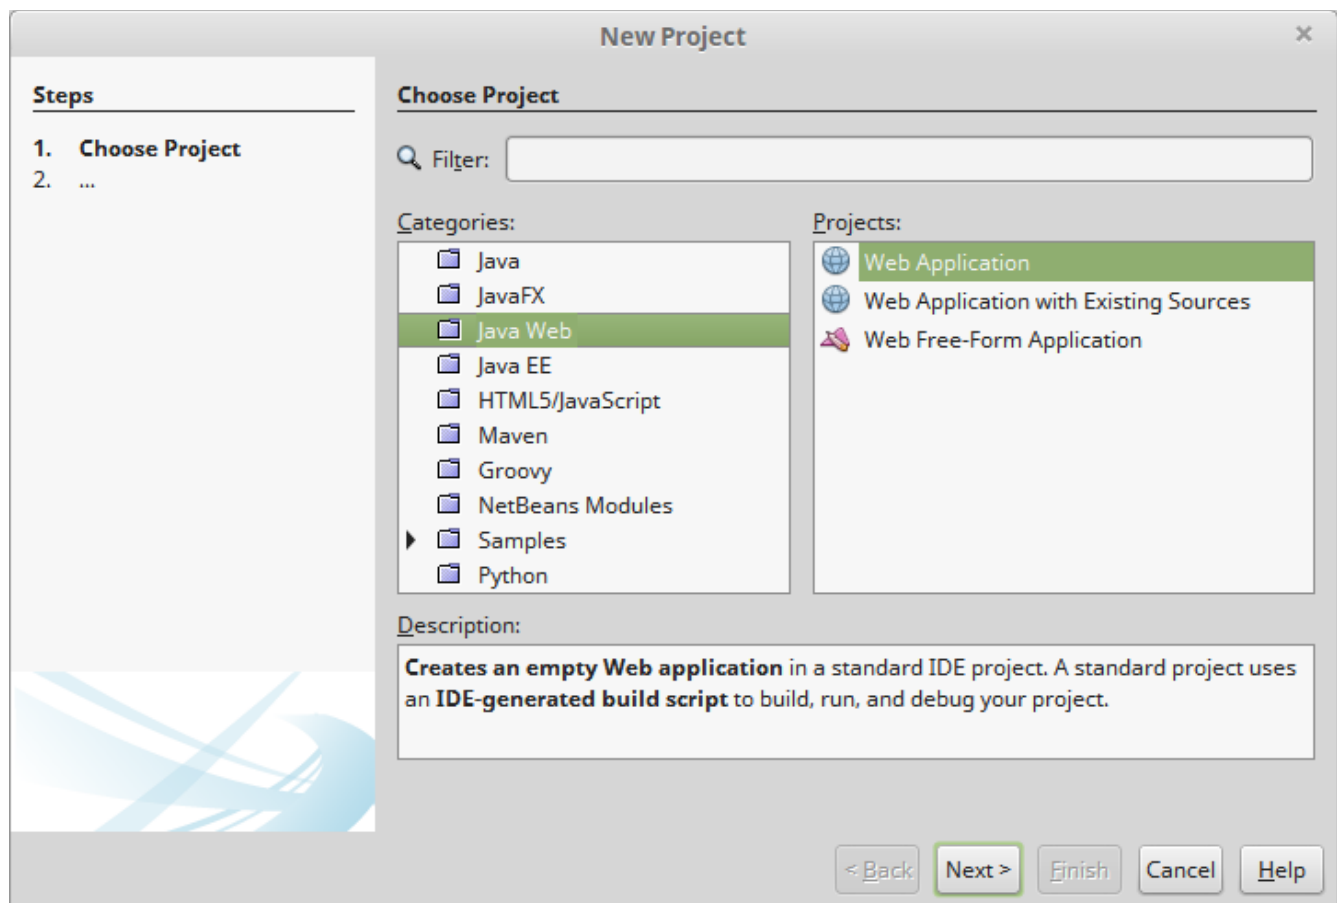 New Project
Steps
1. Choose Project
2. ...
Choose Project
Filter:
Categories:
Java
JavaFX
Java Web
Java EE
HTML5/JavaScript
Maven
Groovy
NetBeans Modules
Samples
Python
Projects:
Web Application
Web Application with Existing Sources
Web Free-Form Application
Description:
Creates an empty Web application in a standard IDE project. A standard project uses
an IDE-generated build script to build, run, and debug your project.
< Back Next > Finish Cancel Help